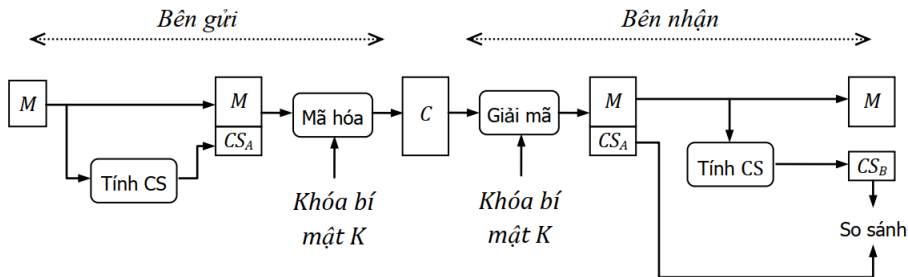 Bên gửi
Bên nhận
M
M
CS_A
Tính CS
Mã hóa
Khóa bí
mật K
C
Giải mã
Khóa bí
mật K
M
CS_A
Tính CS
M
CS_B
So sánh